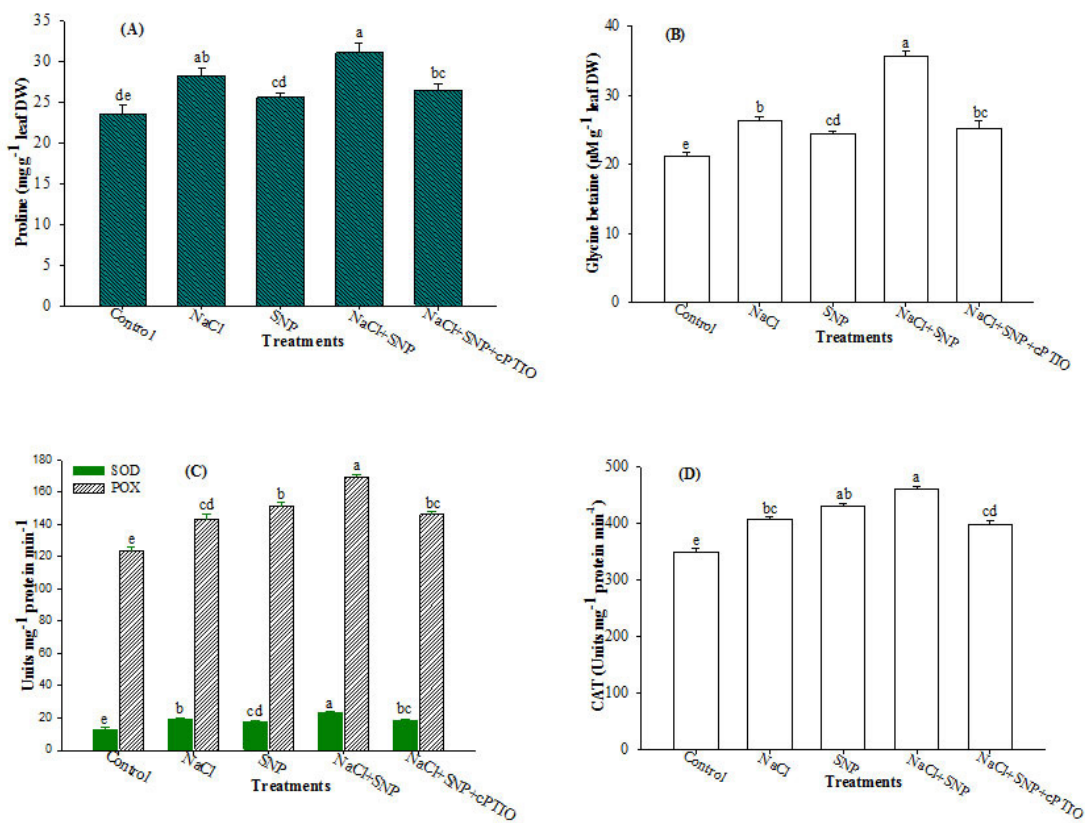 (A)
Proline (mg g-1 leaf DW)
35
30
25
20
15
10
5
0
de
ab
cd
a
bc
Control
NaCl
SNP
NaCl+SNP
NaCl+SNP+cPTIO
Treatments
(B)
Glycine betaine (µM g-1 leaf DW)
40
30
20
10
0
e
b
cd
a
bc
Control
NaCl
SNP
NaCl+SNP
NaCl+SNP+cPTIO
Treatments
(C)
SOD
POX
Units mg-1 protein min-1
180
160
140
120
100
80
60
40
20
0
e
e
b
cd
cd
b
a
a
bc
bc
Control
NaCl
SNP
NaCl+SNP
NaCl+SNP+cPTIO
Treatments
(D)
CAT (Units mg-1 protein min-1)
500
400
300
200
100
0
e
bc
ab
a
cd
Control
NaCl
SNP
NaCl+SNP
NaCl+SNP+cPTIO
Treatments